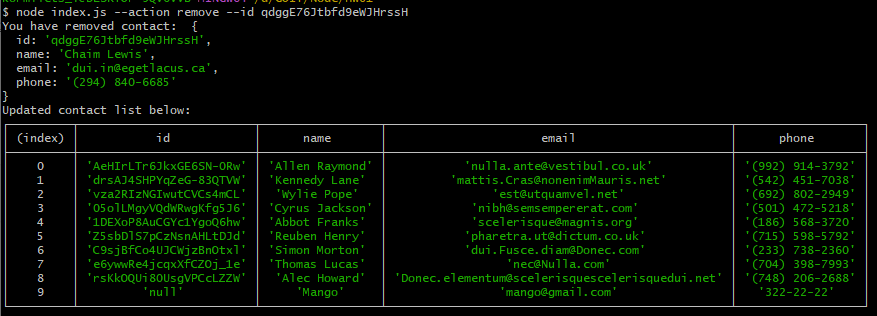 $ node index.js --action remove --id qdggE76Jtbfd9eWJHrssH
You have removed contact:  {
  id: 'qdggE76Jtbfd9eWJHrssH',
  name: 'Chaim Lewis',
  email: 'dui.in@egetlacus.ca',
  phone: '(294) 840-6685'
}
Updated contact list below:
(index) id name email phone
0 'AeHIrLTr6JkxGE6SN-0Rw' 'Allen Raymond' 'nulla.ante@vestibul.co.uk' '(992) 914-3792'
1 'drsAJ4SHPYqZeG-83QTVW' 'Kennedy Lane' 'mattis.Cras@nonenimMauris.net' '(542) 451-7038'
2 'vza2RIzNGIwutCVCs4mCL' 'Wylie Pope' 'est@utquamvel.net' '(692) 802-2949'
3 '05olLMgyVQdWRwgKfg5J6' 'Cyrus Jackson' 'nibh@semsempererat.com' '(501) 472-5218'
4 '1DEXoP8AuCGYc1YgoQ6hw' 'Abbot Franks' 'scelerisque@magnis.org' '(186) 568-3720'
5 'Z5sbDlS7pCzNsnAHLtDJd' 'Reuben Henry' 'pharetra.ut@dictum.co.uk' '(715) 598-5792'
6 'C9sjBfCo4UJCWjzBnOtxl' 'Simon Morton' 'dui.Fusce.diam@Donec.com' '(233) 738-2360'
7 'e6ywwRe4jcqxXfCZOj_1e' 'Thomas Lucas' 'nec@Nulla.com' '(704) 398-7993'
8 'rsKkOQUi80UsgVPCcLZZW' 'Alec Howard' 'Donec.elementum@scelerisquescelerisquedui.net' '(748) 206-2688'
9 'null' 'Mango' 'mango@gmail.com' '322-22-22'